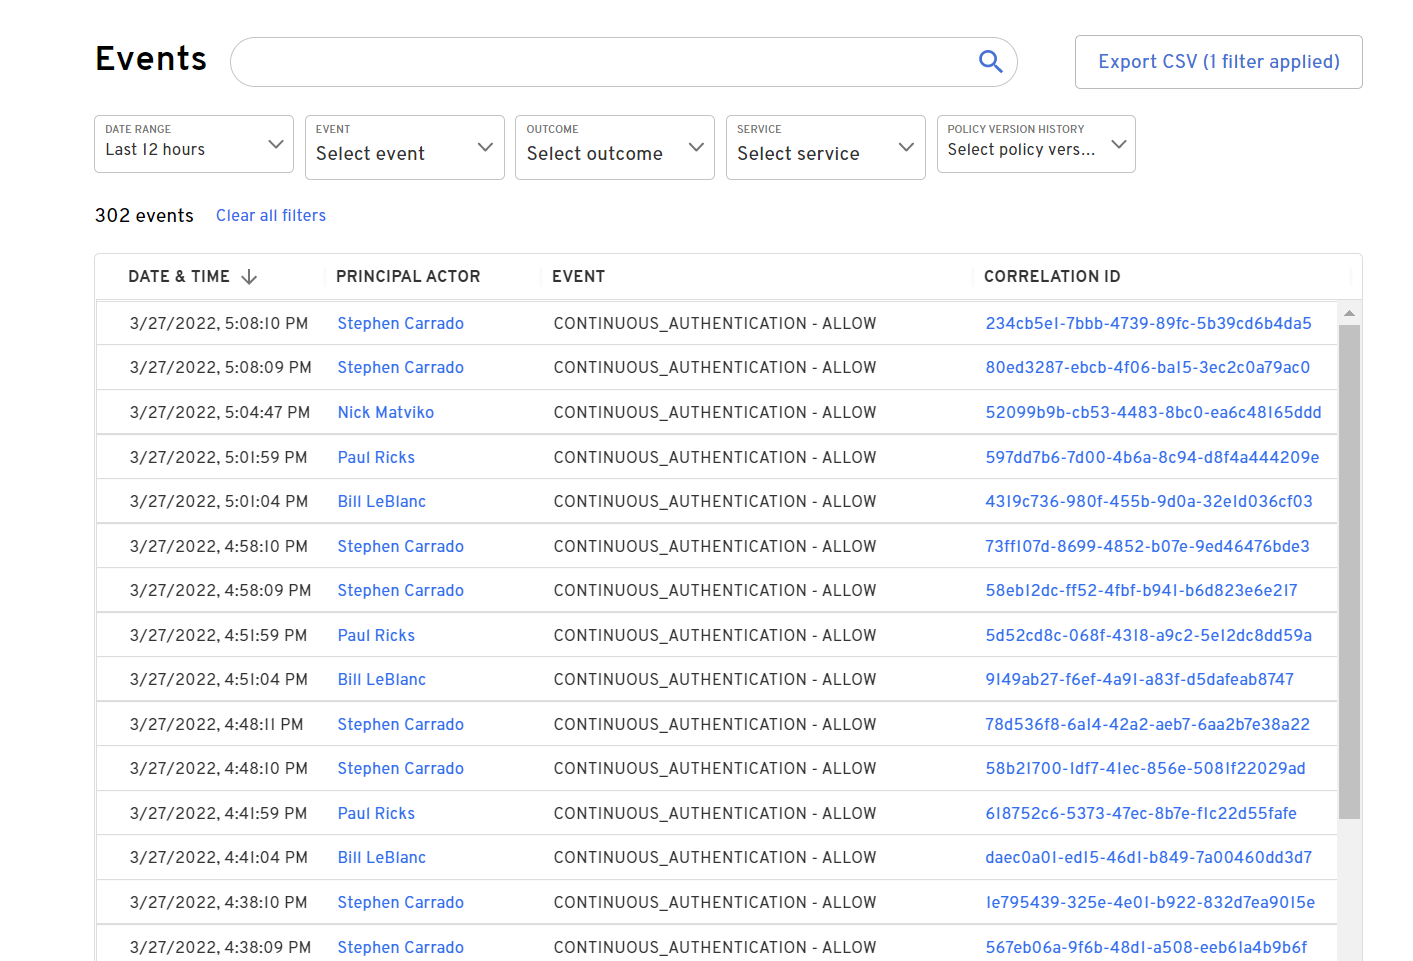 Events
Export CSV (1 filter applied)
DATE RANGE
Last 12 hours
EVENT
Select event
OUTCOME
Select outcome
SERVICE
Select service
POLICY VERSION HISTORY
Select policy vers...
302 events Clear all filters
DATE & TIME PRINCIPAL ACTOR EVENT CORRELATION ID
3/27/2022, 5:08:10 PM Stephen Carrado CONTINUOUS_AUTHENTICATION - ALLOW 234cb5e1-7bbb-4739-89fc-5b39cd6b4da5
3/27/2022, 5:08:09 PM Stephen Carrado CONTINUOUS_AUTHENTICATION - ALLOW 80ed3287-ebcb-4f06-ba15-3ec2c0a79ac0
3/27/2022, 5:04:47 PM Nick Matviko CONTINUOUS_AUTHENTICATION - ALLOW 52099b9b-cb53-4483-8bc0-ea6c48165ddd
3/27/2022, 5:01:59 PM Paul Ricks CONTINUOUS_AUTHENTICATION - ALLOW 597dd7b6-7d00-4b6a-8c94-d8f4a444209e
3/27/2022, 5:01:04 PM Bill LeBlanc CONTINUOUS_AUTHENTICATION - ALLOW 4319c736-980f-455b-9d0a-32e1d036cf03
3/27/2022, 4:58:10 PM Stephen Carrado CONTINUOUS_AUTHENTICATION - ALLOW 73ff107d-8699-4852-b07e-9ed46476bde3
3/27/2022, 4:58:09 PM Stephen Carrado CONTINUOUS_AUTHENTICATION - ALLOW 58eb12dc-ff52-4fbf-b941-b6d823e6e217
3/27/2022, 4:51:59 PM Paul Ricks CONTINUOUS_AUTHENTICATION - ALLOW 5d52cd8c-068f-4318-a9c2-5e12dc8dd59a
3/27/2022, 4:51:04 PM Bill LeBlanc CONTINUOUS_AUTHENTICATION - ALLOW 9149ab27-f6ef-4a91-a83f-d5dafeab8747
3/27/2022, 4:48:11 PM Stephen Carrado CONTINUOUS_AUTHENTICATION - ALLOW 78d536f8-6a14-42a2-aeb7-6aa2b7e38a22
3/27/2022, 4:48:10 PM Stephen Carrado CONTINUOUS_AUTHENTICATION - ALLOW 58b21700-1df7-41ec-856e-5081f22029ad
3/27/2022, 4:41:59 PM Paul Ricks CONTINUOUS_AUTHENTICATION - ALLOW 618752c6-5373-47ec-8b7e-f1c22d55fafe
3/27/2022, 4:41:04 PM Bill LeBlanc CONTINUOUS_AUTHENTICATION - ALLOW daec0a01-ed15-46d1-b849-7a00460dd3d7
3/27/2022, 4:38:10 PM Stephen Carrado CONTINUOUS_AUTHENTICATION - ALLOW 1e795439-325e-4e01-b922-832d7ea9015e
3/27/2022, 4:38:09 PM Stephen Carrado CONTINUOUS_AUTHENTICATION - ALLOW 567eb06a-9f6b-48d1-a508-eeb61a4b9b6f